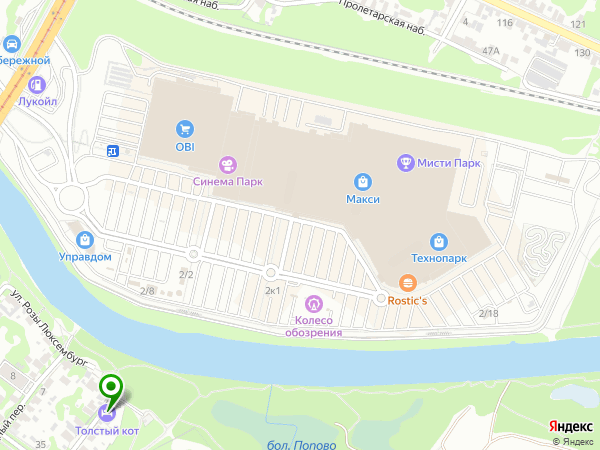 Пролетарская наб.
4
116
121
47А
130
бережной
Лукойл
OBI
Синема Парк
Мисти Парк
Макси
Управдом
Технопарк
2/2
2/8
2к1
Rostic's
2/18
Колесо
обозрения
ул. Розы Люксембург
8
7
Толстый кот
ный пер.
35
бол. Попово
Яндекс
© Яндекс